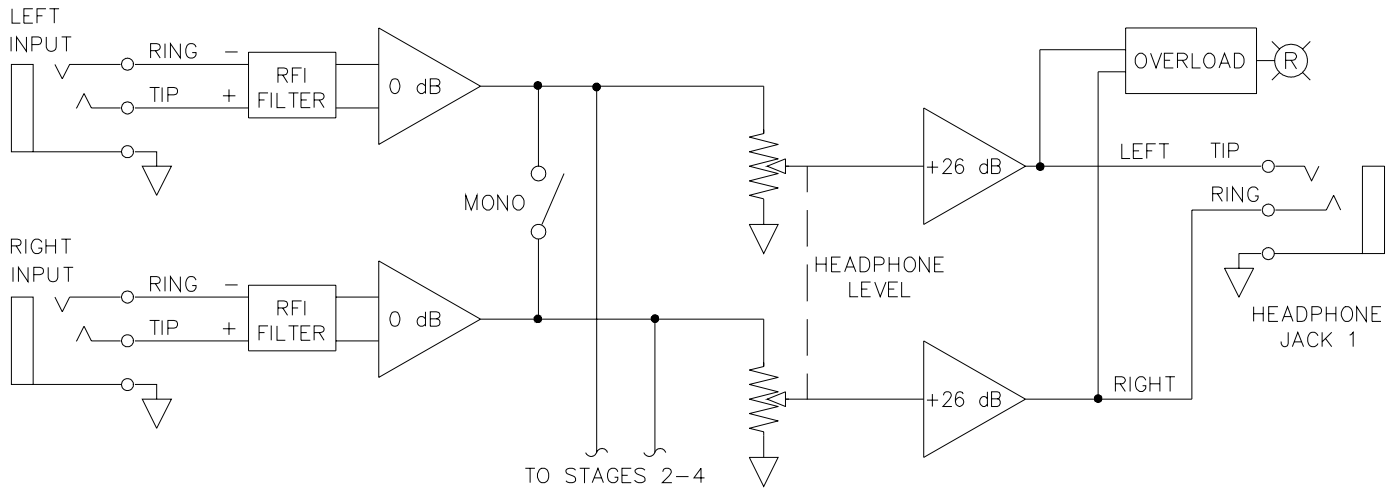 LEFT
INPUT
RING −
TIP +
RFI
FILTER
0 dB
MONO
RIGHT
INPUT
RING −
TIP +
RFI
FILTER
0 dB
TO STAGES 2−4
HEADPHONE
LEVEL
+26 dB
+26 dB
OVERLOAD
R
LEFT
TIP
RING
RIGHT
HEADPHONE
JACK 1